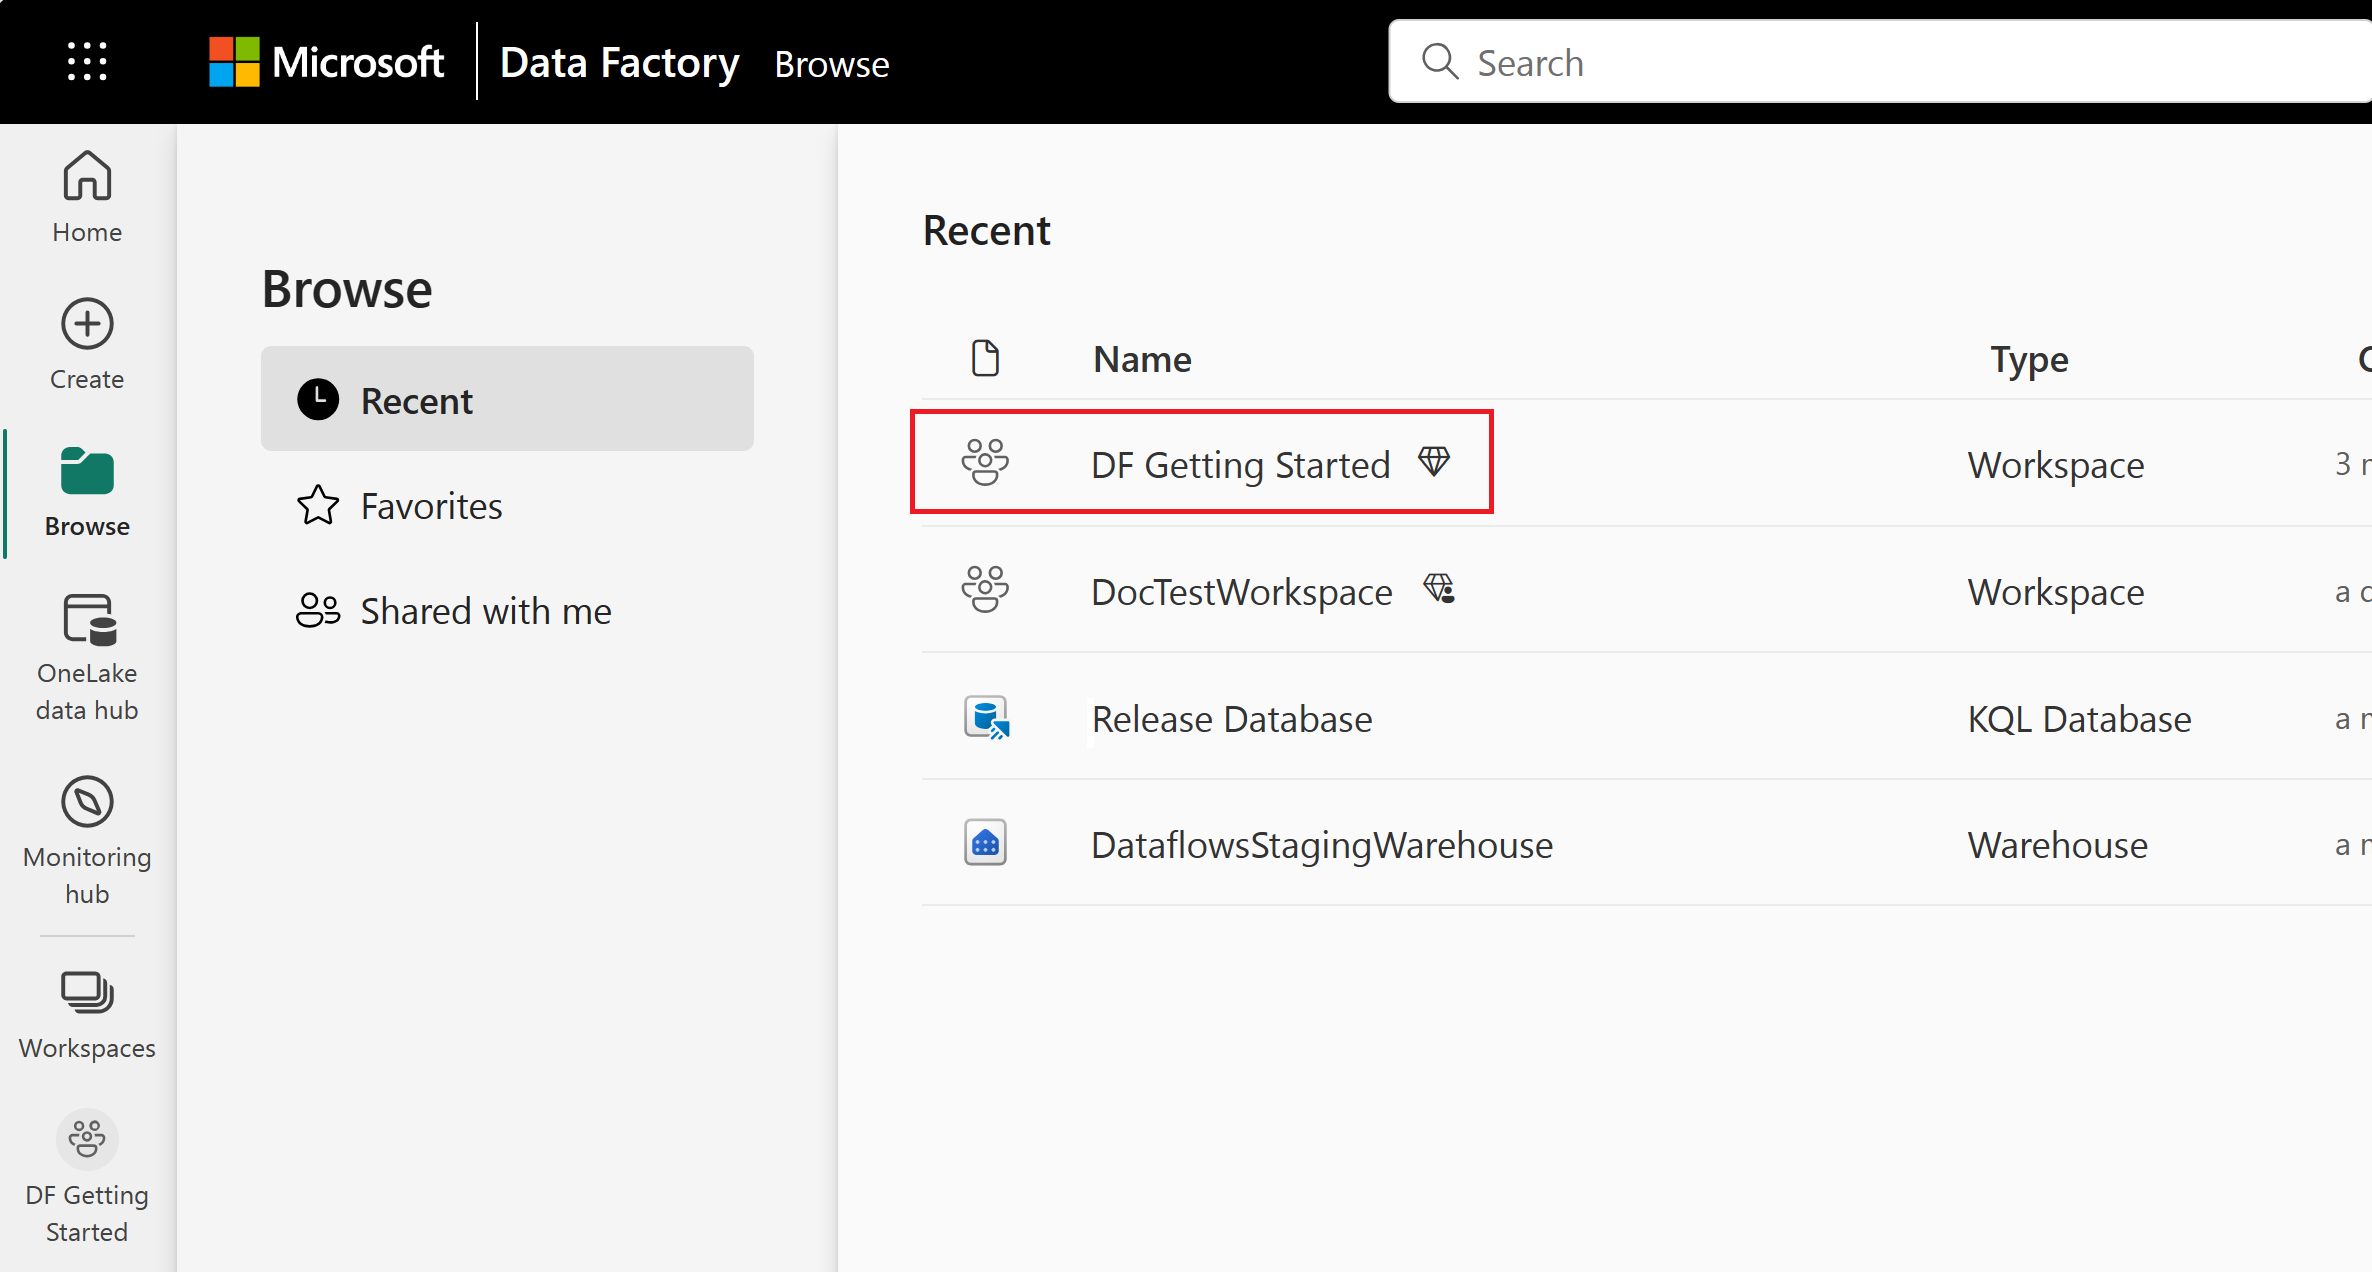 Microsoft Data Factory Browse Search
Home
Create
Browse
OneLake
data hub
Monitoring
hub
Workspaces
DF Getting
Started
Browse
Recent
Favorites
Shared with me
Recent
Name Type
DF Getting Started Workspace 3
DocTestWorkspace Workspace a
Release Database KQL Database a
DataflowsStagingWarehouse Warehouse a